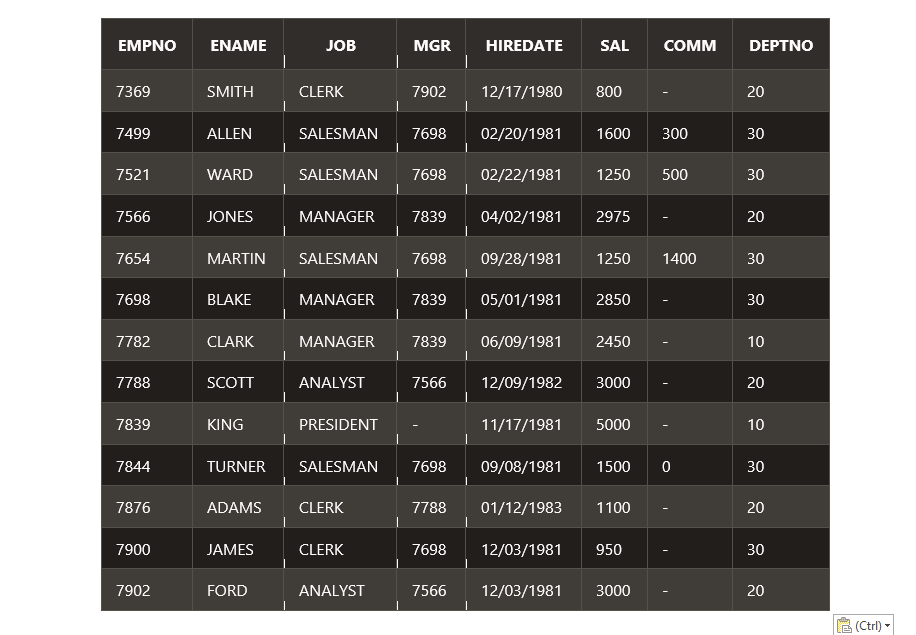 EMPNO ENAME JOB MGR HIREDATE SAL COMM DEPTNO
7369 SMITH CLERK 7902 12/17/1980 800 - 20
7499 ALLEN SALESMAN 7698 02/20/1981 1600 300 30
7521 WARD SALESMAN 7698 02/22/1981 1250 500 30
7566 JONES MANAGER 7839 04/02/1981 2975 - 20
7654 MARTIN SALESMAN 7698 09/28/1981 1250 1400 30
7698 BLAKE MANAGER 7839 05/01/1981 2850 - 30
7782 CLARK MANAGER 7839 06/09/1981 2450 - 10
7788 SCOTT ANALYST 7566 12/09/1982 3000 - 20
7839 KING PRESIDENT - 11/17/1981 5000 - 10
7844 TURNER SALESMAN 7698 09/08/1981 1500 0 30
7876 ADAMS CLERK 7788 01/12/1983 1100 - 20
7900 JAMES CLERK 7698 12/03/1981 950 - 30
7902 FORD ANALYST 7566 12/03/1981 3000 - 20
(Ctrl)